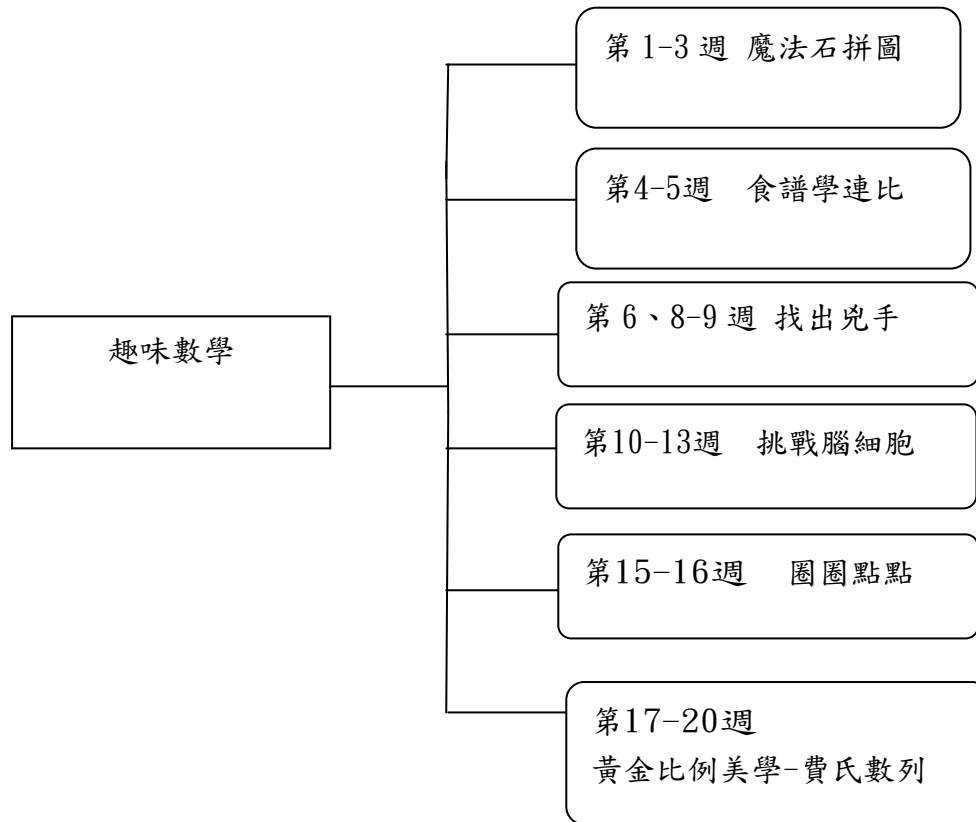 第 1-3 週 魔法石拼圖
第4-5週 食譜學連比
第 6、8-9 週 找出兇手
趣味數學
第10-13週 挑戰腦細胞
第15-16週 圈圈點點
第17-20週
黃金比例美學-費氏數列